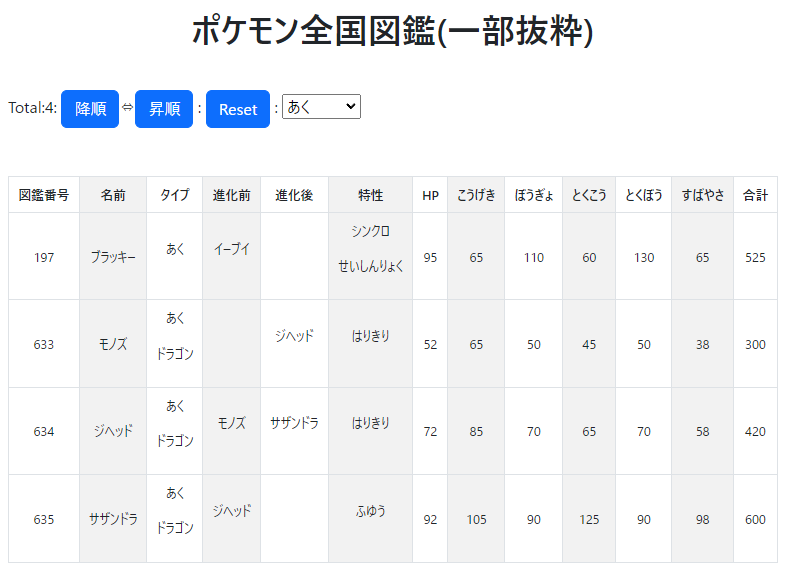 ポケモン全国図鑑(一部抜粋)
Total:4: 降順 ⇔ 昇順 : Reset : あく
図鑑番号 名前 タイプ 進化前 進化後 特性 HP こうげき ぼうぎょ とくこう とくぼう すばやさ 合計
197 ブラッキー あく イーブイ シンクロ せいしんりょく 95 65 110 60 130 65 525
633 モノズ あく ドラゴン ジヘッド はりきり 52 65 50 45 50 38 300
634 ジヘッド あく ドラゴン モノズ サザンドラ はりきり 72 85 70 65 70 58 420
635 サザンドラ あく ドラゴン ジヘッド ふゆう 92 105 90 125 90 98 600